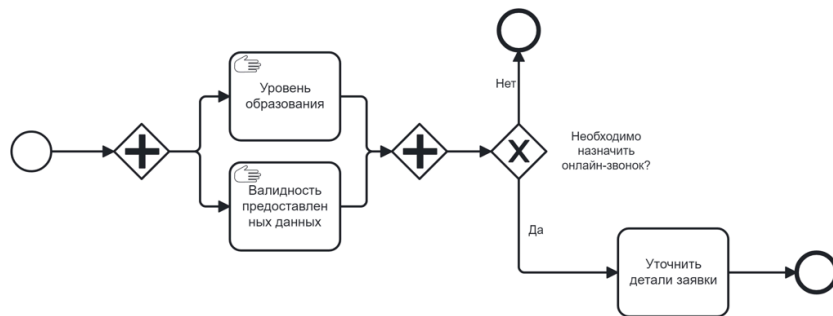 Уровень
образования
Валидность
предоставлен
ных данных
Нет
Необходимо
назначить
онлайн-звонок?
Да
Уточнить
детали заявки